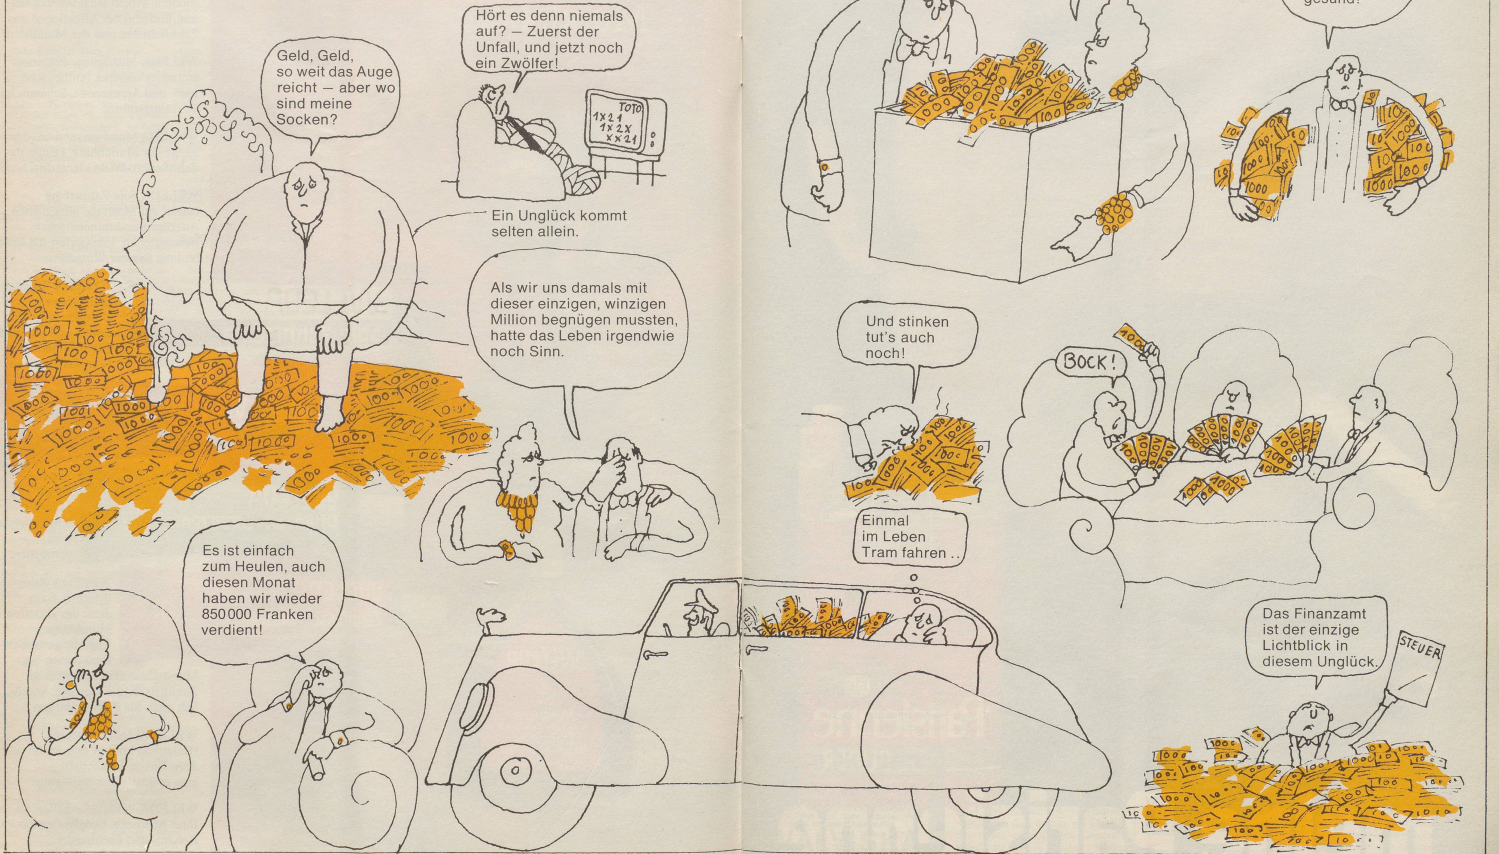 Hört es denn niemals
auf? — Zuerst der
Unfall, und jetzt noch
ein Zwölfer!
Geld, Geld,
so weit das Auge
reicht — aber wo
sind meine
Socken?
TOTO
1X21
1X2X
XX21
Ein Unglück kommt
selten allein.
Als wir uns damals mit
dieser einzigen, winzigen
Million begnügen mussten,
hatte das Leben irgendwie
noch Sinn.
Es ist einfach
zum Heulen, auch
diesen Monat
haben wir wieder
850000 Franken
verdient!
gesund!
Und stinken
tut's auch
noch!
BOCK!
Einmal
im Leben
Tram fahren ..
Das Finanzamt
ist der einzige
Lichtblick in
diesem Unglück.
STEUER